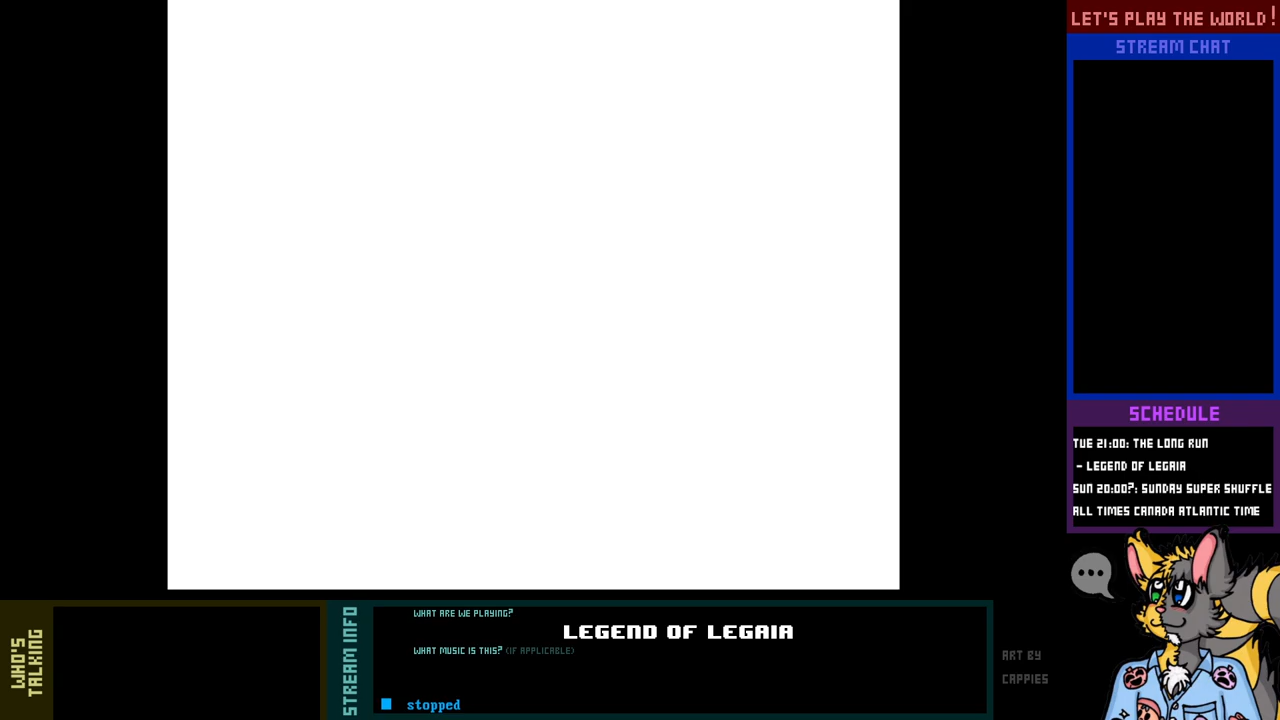 LET'S PLAY THE WORLD!
STREAM CHAT
SCHEDULE
TUE 21:00: THE LONG RUN
- LEGEND OF LEGAIA
SUN 20:00?: SUNDAY SUPER SHUFFLE
ALL TIMES CANADA ATLANTIC TIME
WHO'S
TALKING
STREAM INFO
WHAT ARE WE PLAYING?
LEGEND OF LEGAIA
WHAT MUSIC IS THIS? (IF APPLICABLE)
stopped
ART BY
CAPPIES